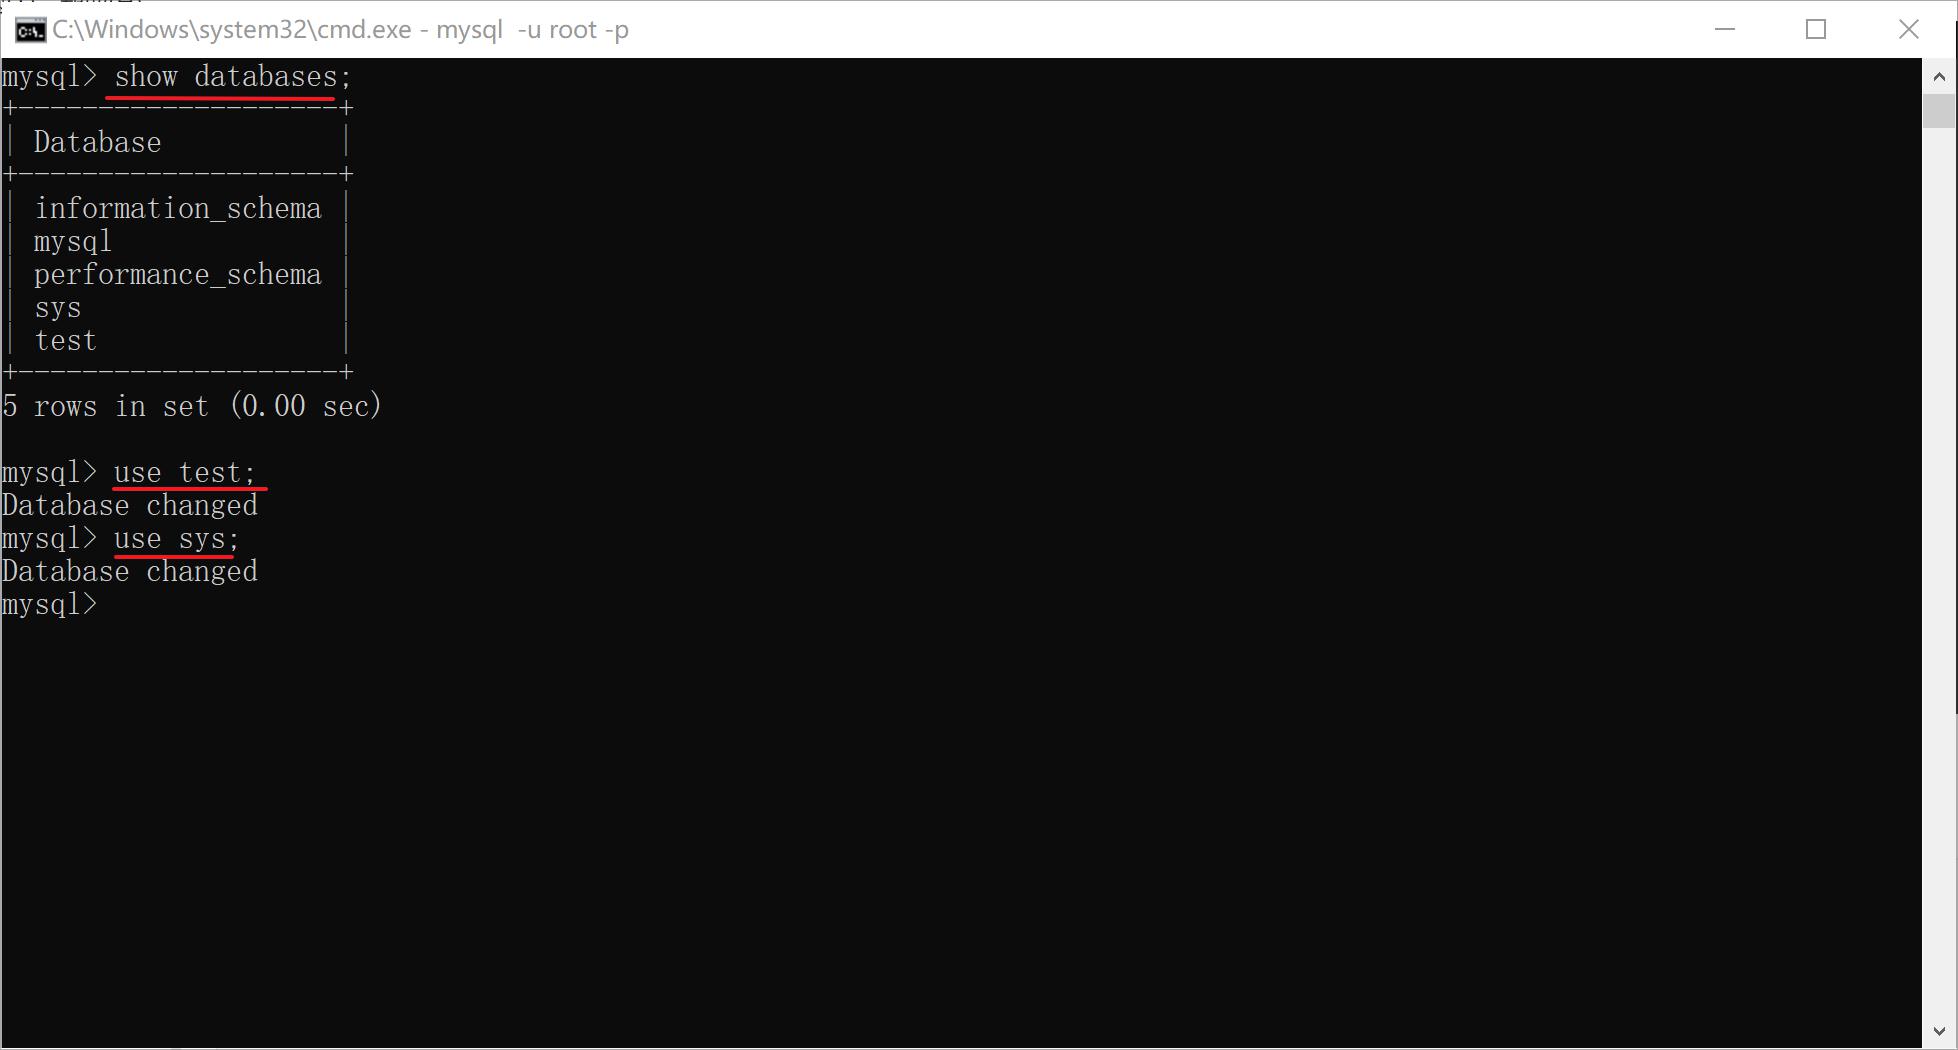 C:\Windows\system32\cmd.exe - mysql  -u root -p
mysql> show databases;
+--------------------+
| Database           |
+--------------------+
| information_schema |
| mysql              |
| performance_schema |
| sys                |
| test               |
+--------------------+
5 rows in set (0.00 sec)

mysql> use test;
Database changed
mysql> use sys;
Database changed
mysql>